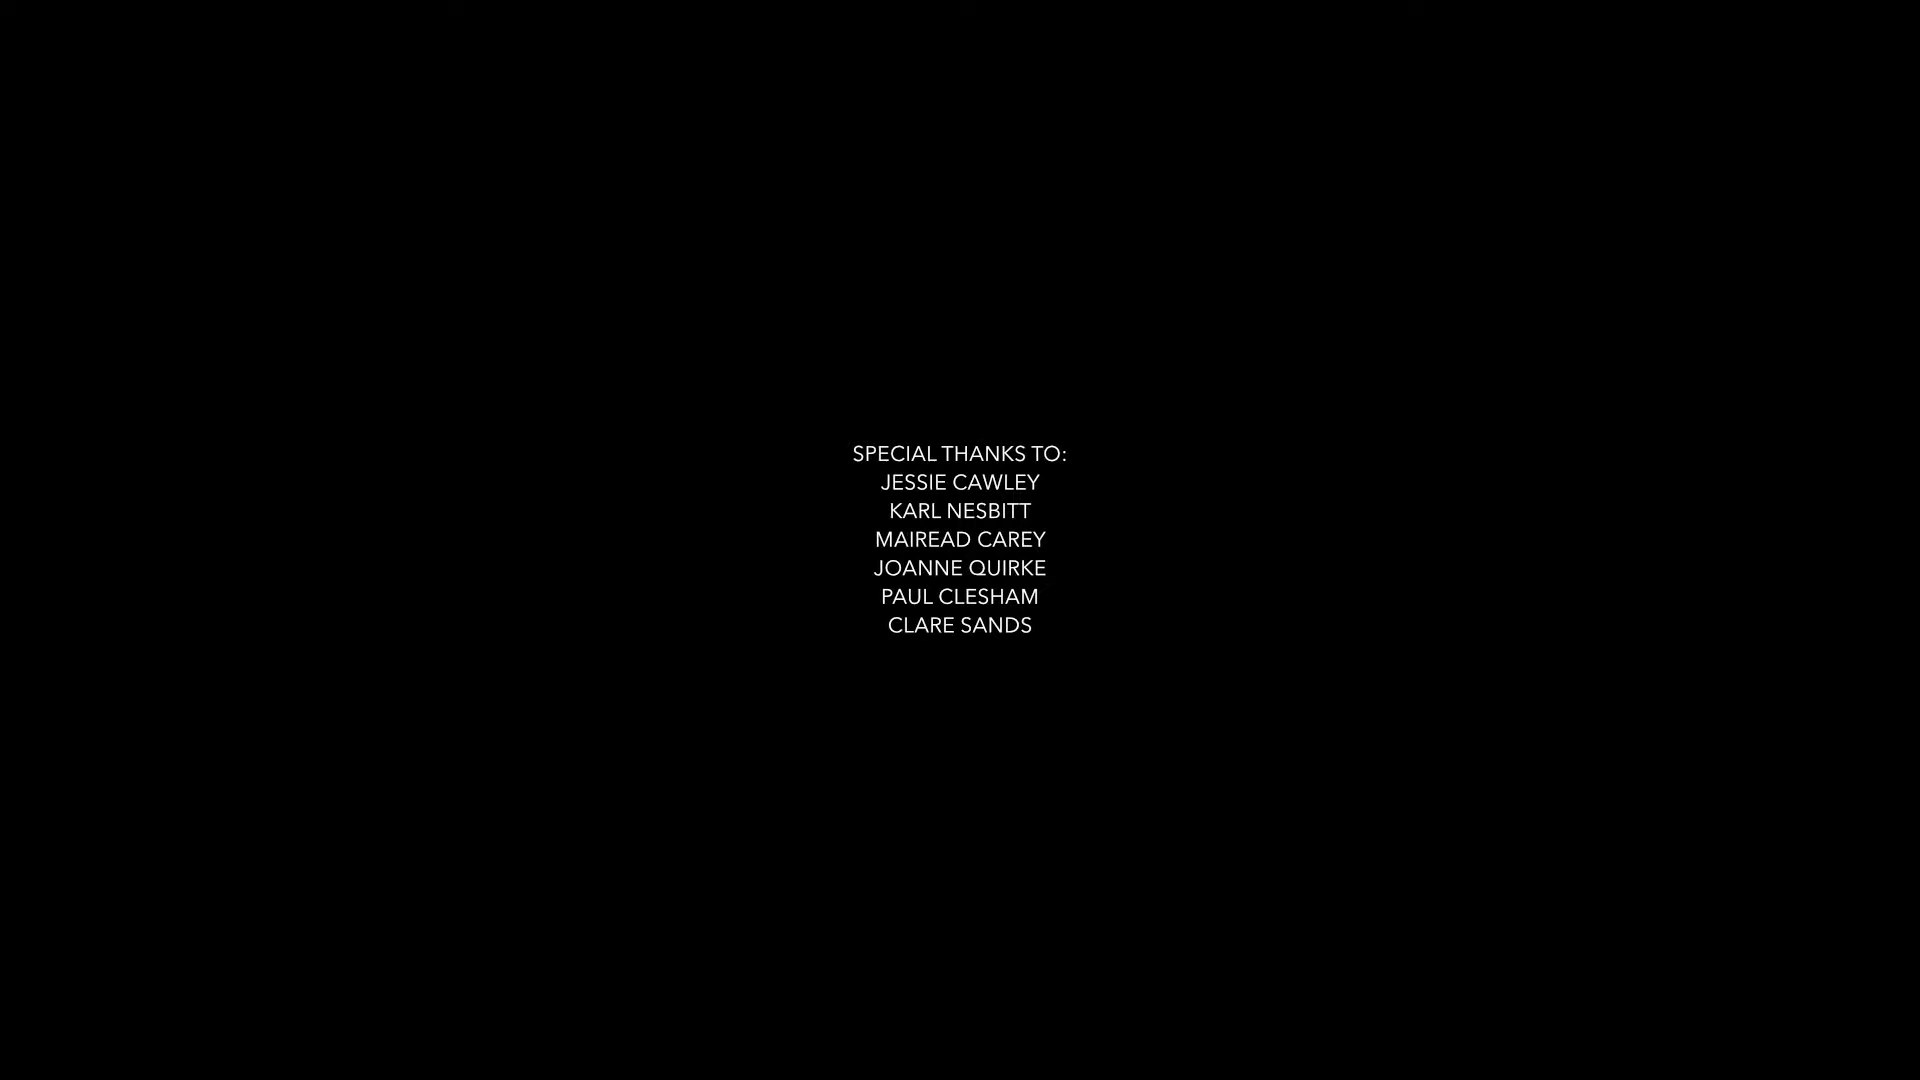 SPECIAL THANKS TO:
JESSIE CAWLEY
KARL NESBITT
MAIREAD CAREY
JOANNE QUIRKE
PAUL CLESHAM
CLARE SANDS